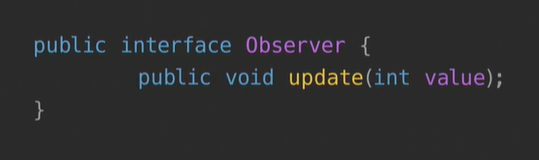 public interface Observer {
public void update(int value);
}